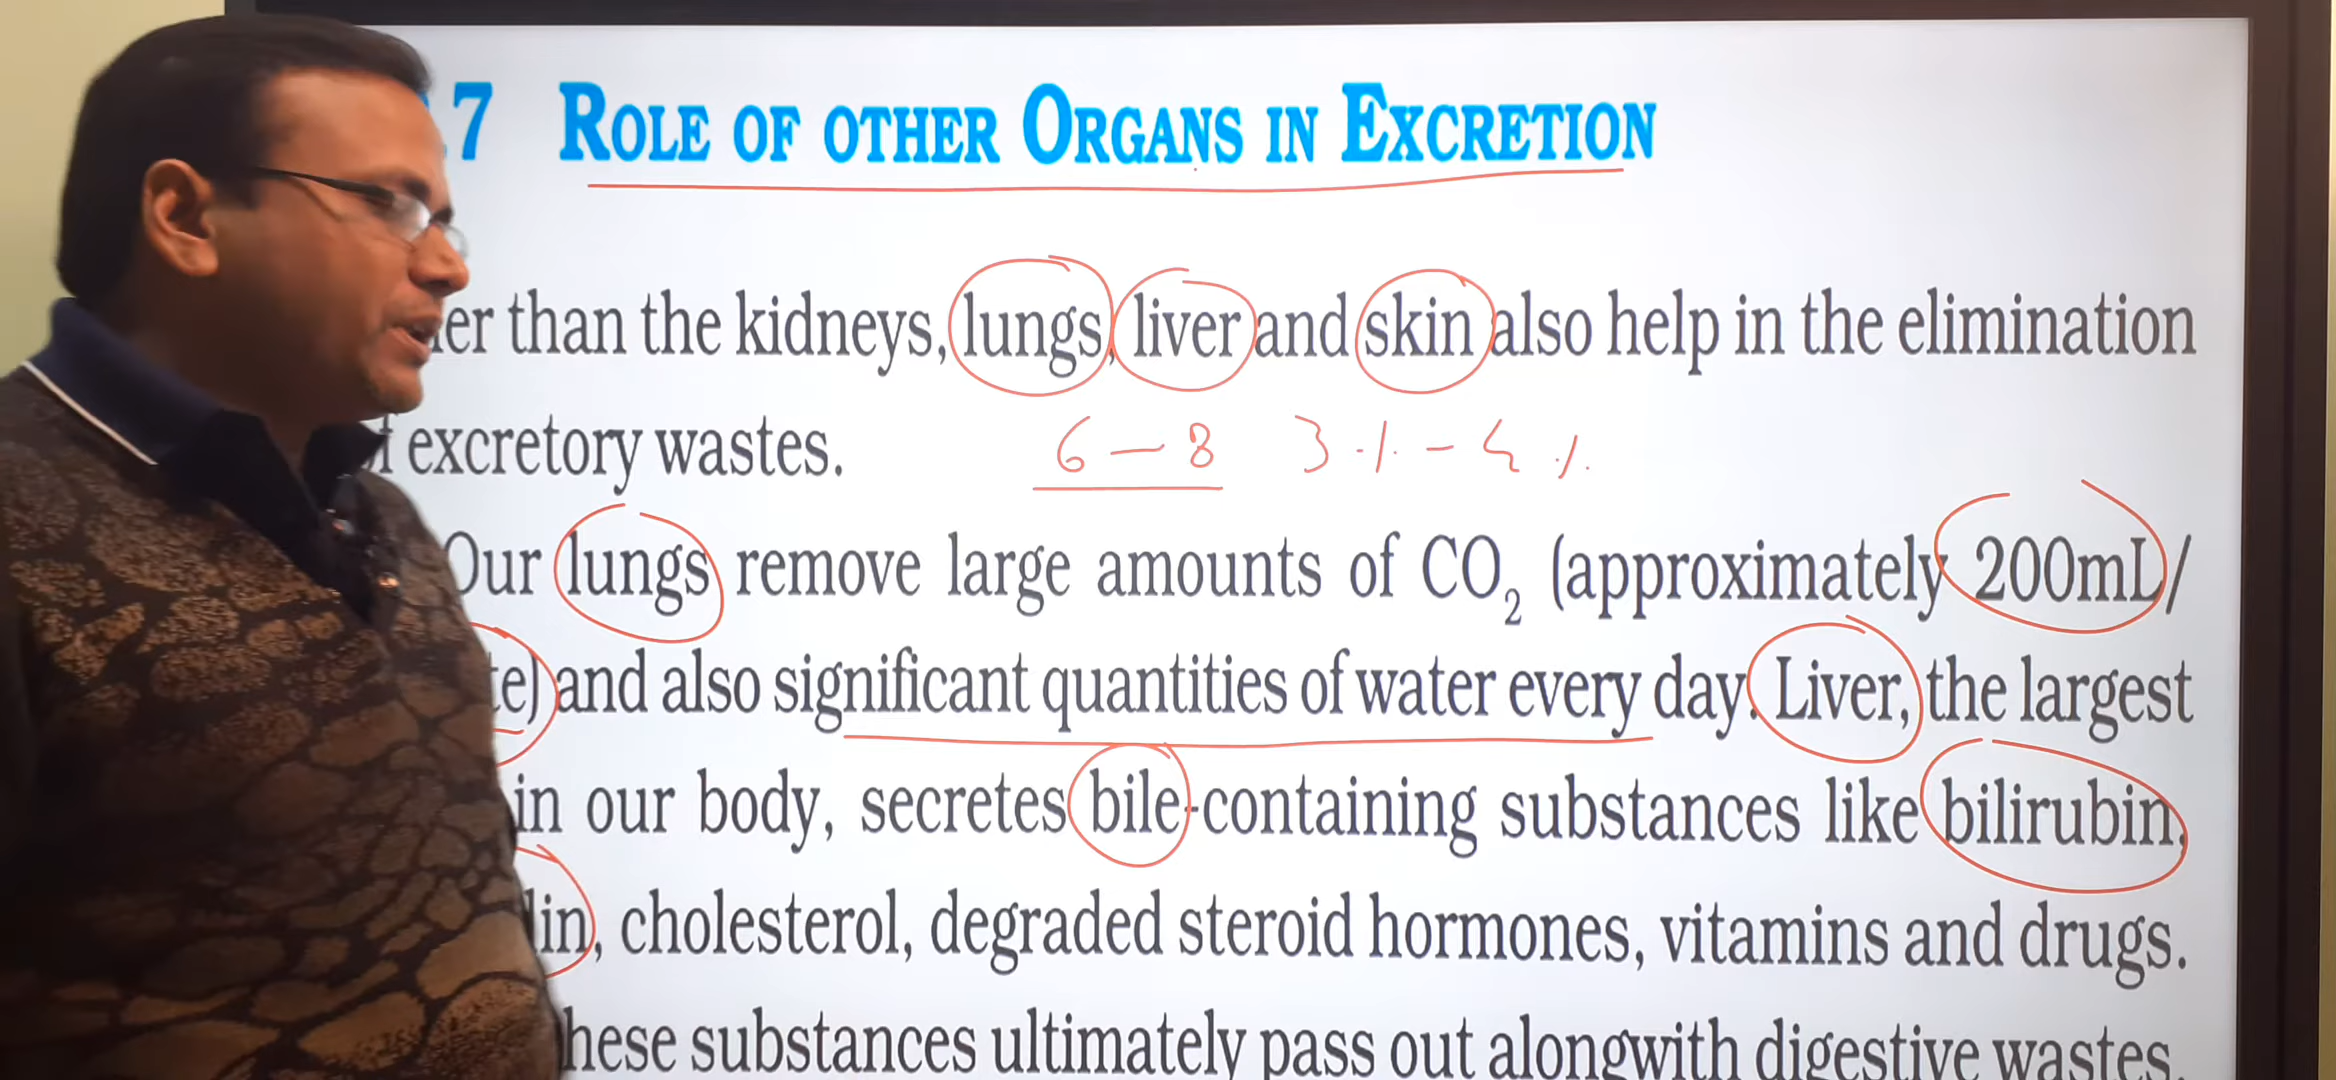 .7 ROLE OF OTHER ORGANS IN EXCRETION
er than the kidneys, lungs, liver and skin also help in the elimination
excretory wastes.
6 — 8 3 % - 4 %
Our lungs remove large amounts of CO₂ (approximately 200mL/
te) and also significant quantities of water every day. Liver, the largest
in our body, secretes bile-containing substances like bilirubin,
lin, cholesterol, degraded steroid hormones, vitamins and drugs.
hese substances ultimately pass out alongwith digestive wastes.